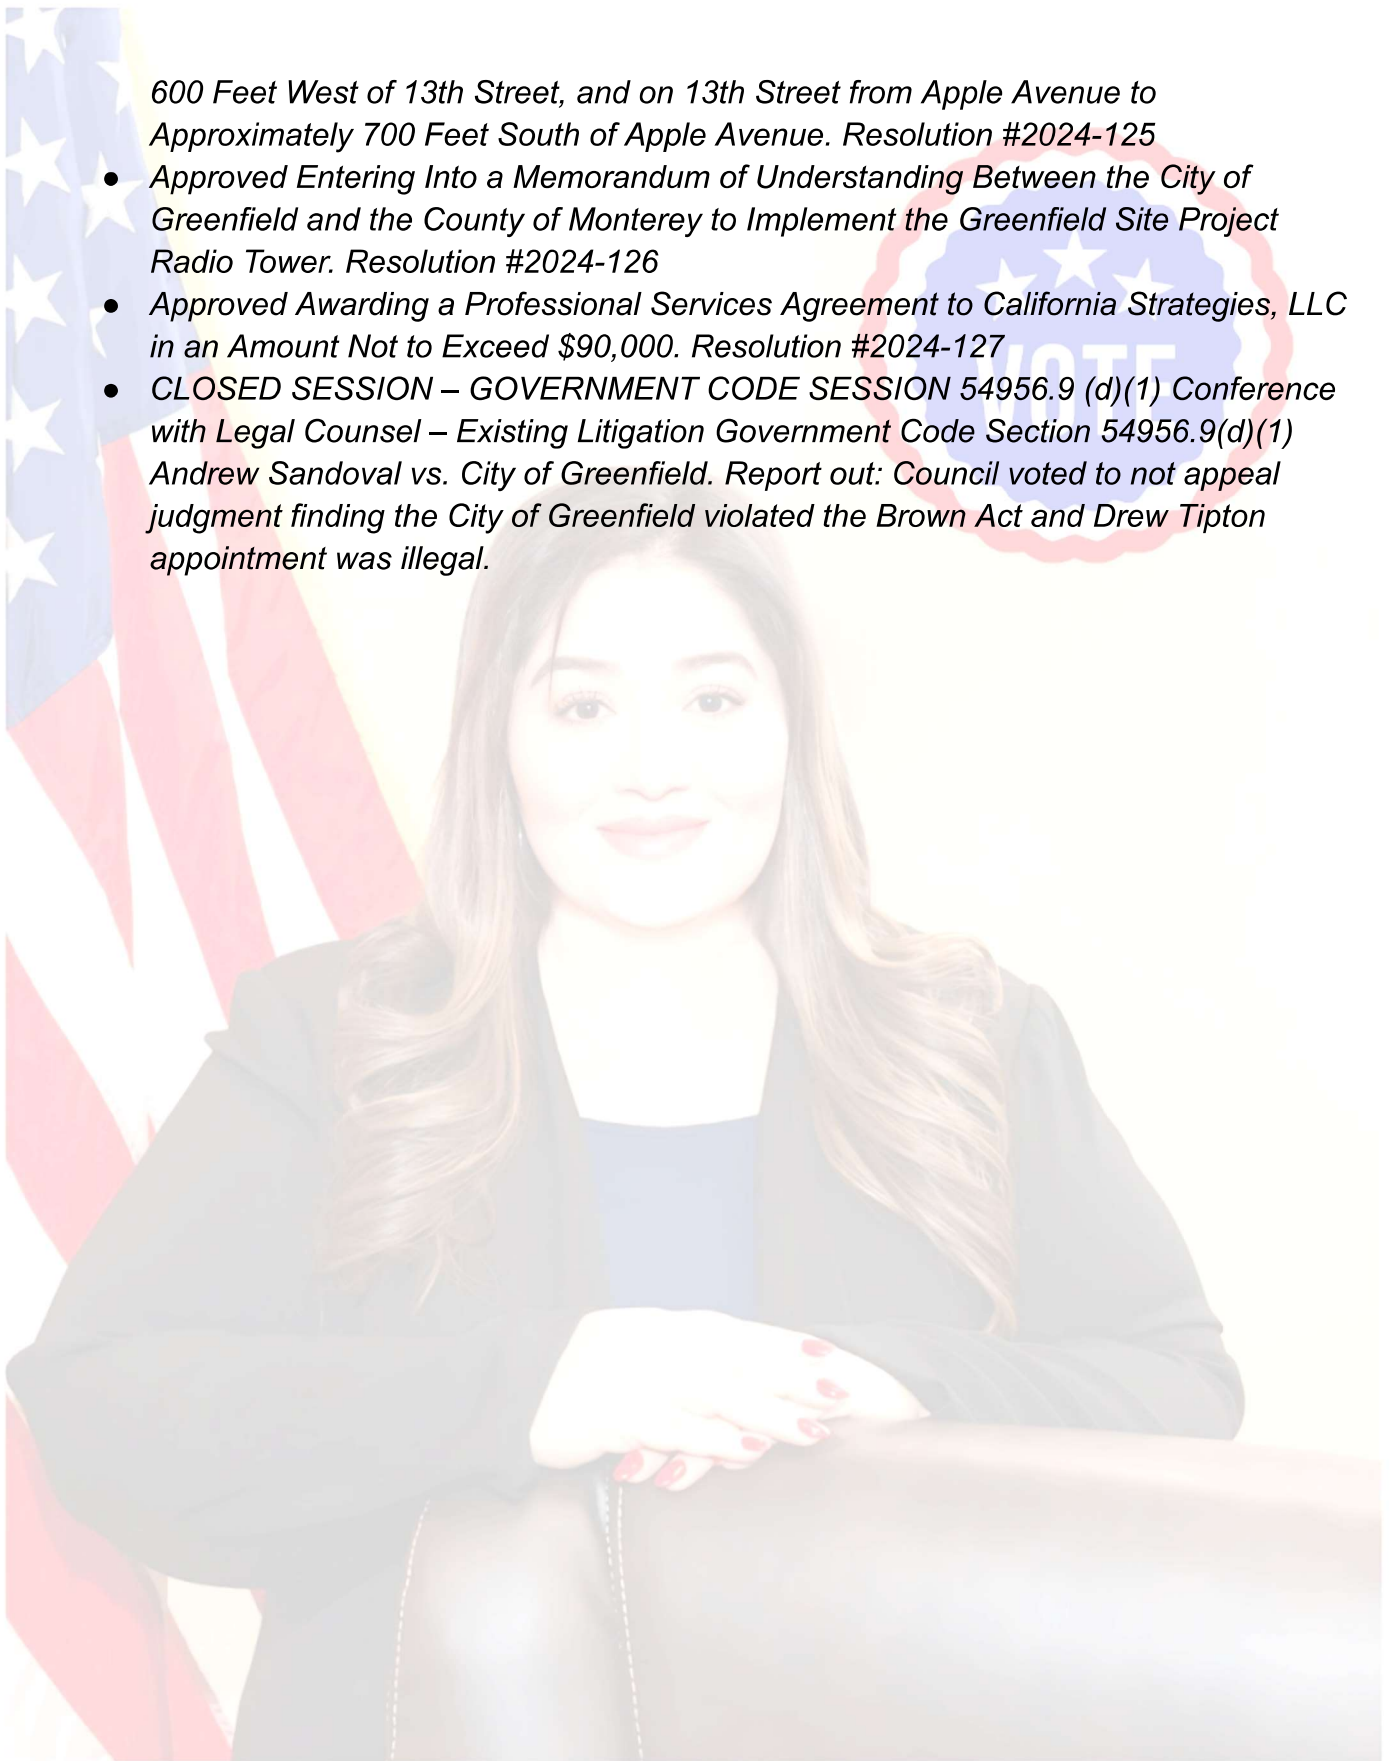 600 Feet West of 13th Street, and on 13th Street from Apple Avenue to
Approximately 700 Feet South of Apple Avenue. Resolution #2024-125
● Approved Entering Into a Memorandum of Understanding Between the City of
Greenfield and the County of Monterey to Implement the Greenfield Site Project
Radio Tower. Resolution #2024-126
● Approved Awarding a Professional Services Agreement to California Strategies, LLC
in an Amount Not to Exceed $90,000. Resolution #2024-127
● CLOSED SESSION – GOVERNMENT CODE SESSION 54956.9 (d)(1) Conference
with Legal Counsel – Existing Litigation Government Code Section 54956.9(d)(1)
Andrew Sandoval vs. City of Greenfield. Report out: Council voted to not appeal
judgment finding the City of Greenfield violated the Brown Act and Drew Tipton
appointment was illegal.
VOTE